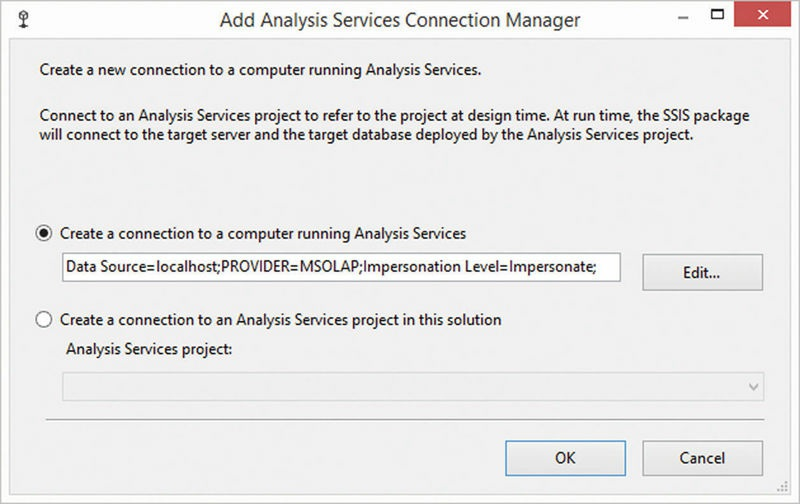 Add Analysis Services Connection Manager
Create a new connection to a computer running Analysis Services.
Connect to an Analysis Services project to refer to the project at design time. At run time, the SSIS package
will connect to the target server and the target database deployed by the Analysis Services project.
Create a connection to a computer running Analysis Services
Data Source=localhost;PROVIDER=MSOLAP;Impersonation Level=Impersonate;
Edit...
Create a connection to an Analysis Services project in this solution
Analysis Services project:
OK
Cancel